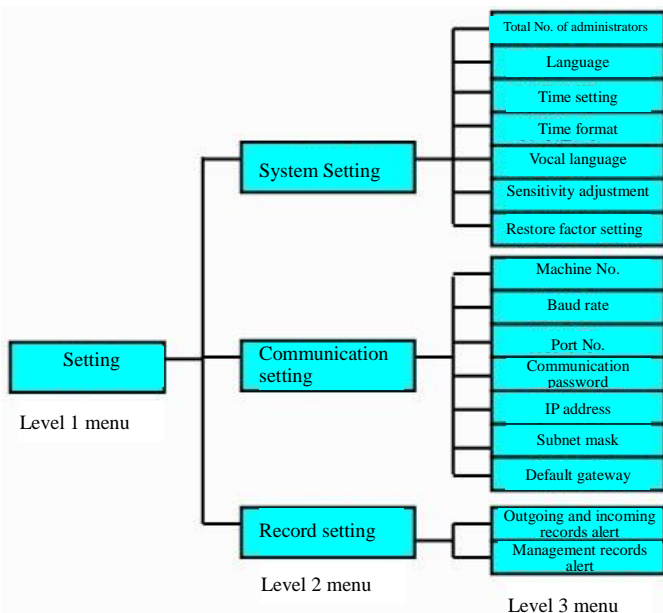 Total No. of administrators
Language
Time setting
Time format
Vocal language
Sensitivity adjustment
Restore factor setting
System Setting
Machine No.
Baud rate
Port No.
Communication
password
IP address
Subnet mask
Default gateway
Communication
setting
Setting
Level 1 menu
Outgoing and incoming
records alert
Management records
alert
Record setting
Level 2 menu
Level 3 menu